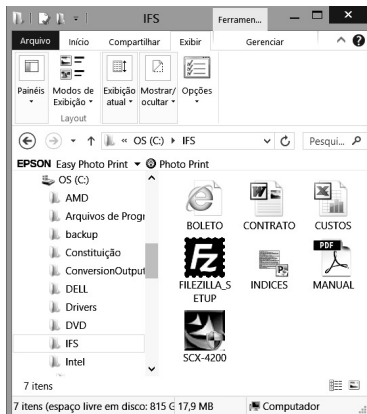 IFS
Ferramen...
Arquivo Início Compartilhar Exibir Gerenciar
Painéis
Modos de Exibição
Exibição atual
Mostrar/ ocultar
Opções
Layout
« OS (C:) IFS
Pesqui...
EPSON Easy Photo Print Photo Print
OS (C:)
AMD
Arquivos de Progr
backup
Constituição
ConversionOutput
DELL
Drivers
DVD
IFS
Intel
BOLETO CONTRATO CUSTOS
FILEZILLA_S
ETUP
INDICES MANUAL
PDF
SCX-4200
7 itens
7 itens (espaço livre em disco: 815 G 17,9 MB Computador